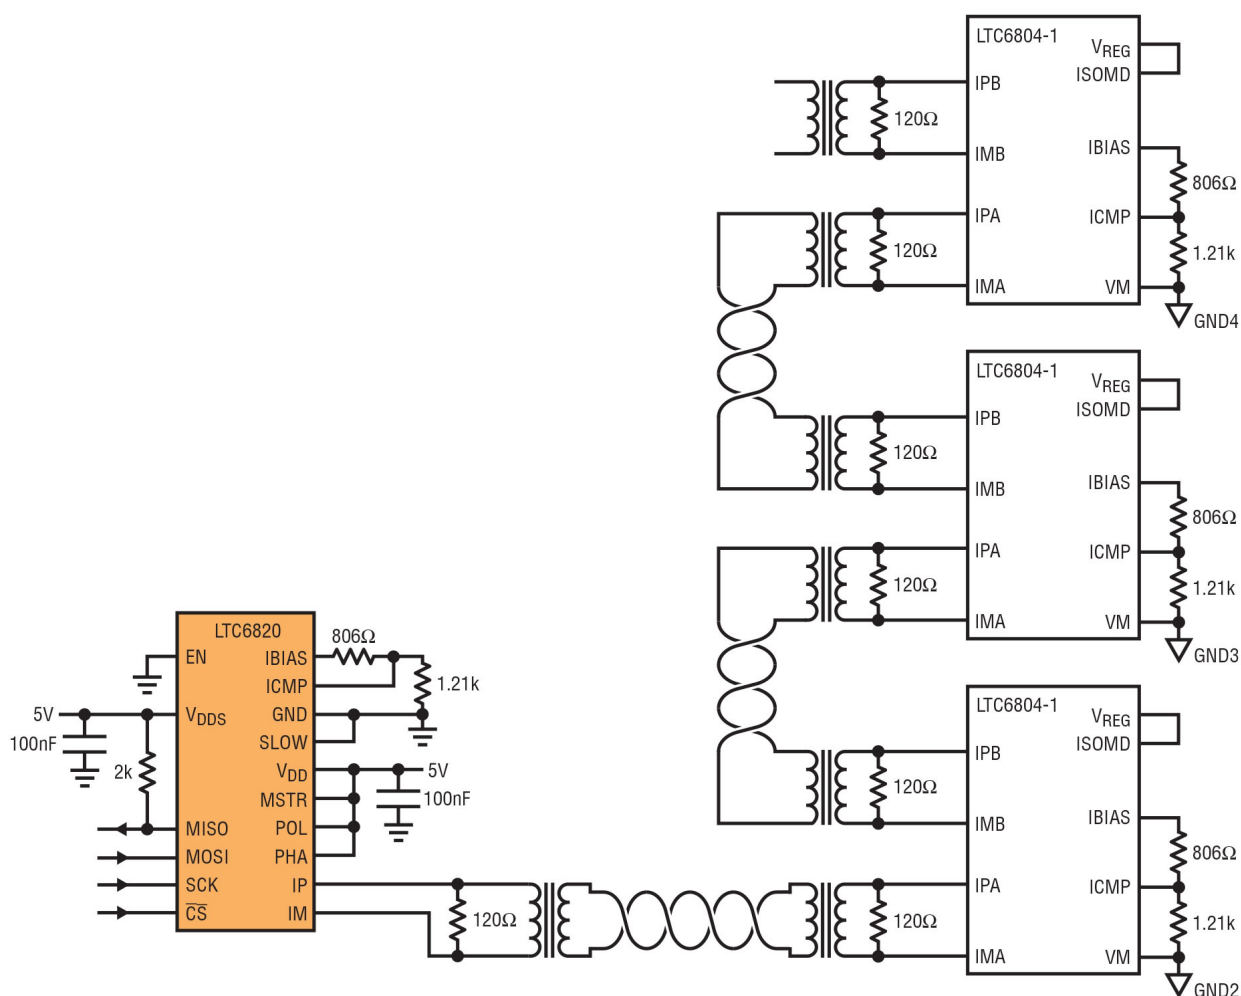 LTC6804-1
VREG
ISOMD
IPB
120Ω
IMB
IBIAS
806Ω
IPA
ICMP
120Ω
1.21k
IMA
VM
GND4
LTC6804-1
VREG
ISOMD
IPB
120Ω
IMB
IBIAS
806Ω
IPA
ICMP
120Ω
1.21k
IMA
VM
GND3
LTC6804-1
VREG
ISOMD
IPB
120Ω
IMB
IBIAS
806Ω
IPA
ICMP
120Ω
1.21k
IMA
VM
GND2
LTC6820
EN
IBIAS
806Ω
ICMP
1.21k
5V
VDDS
GND
100nF
SLOW
2k
VDD
5V
MSTR
100nF
MISO
POL
MOSI
PHA
SCK
IP
CS
IM
120Ω